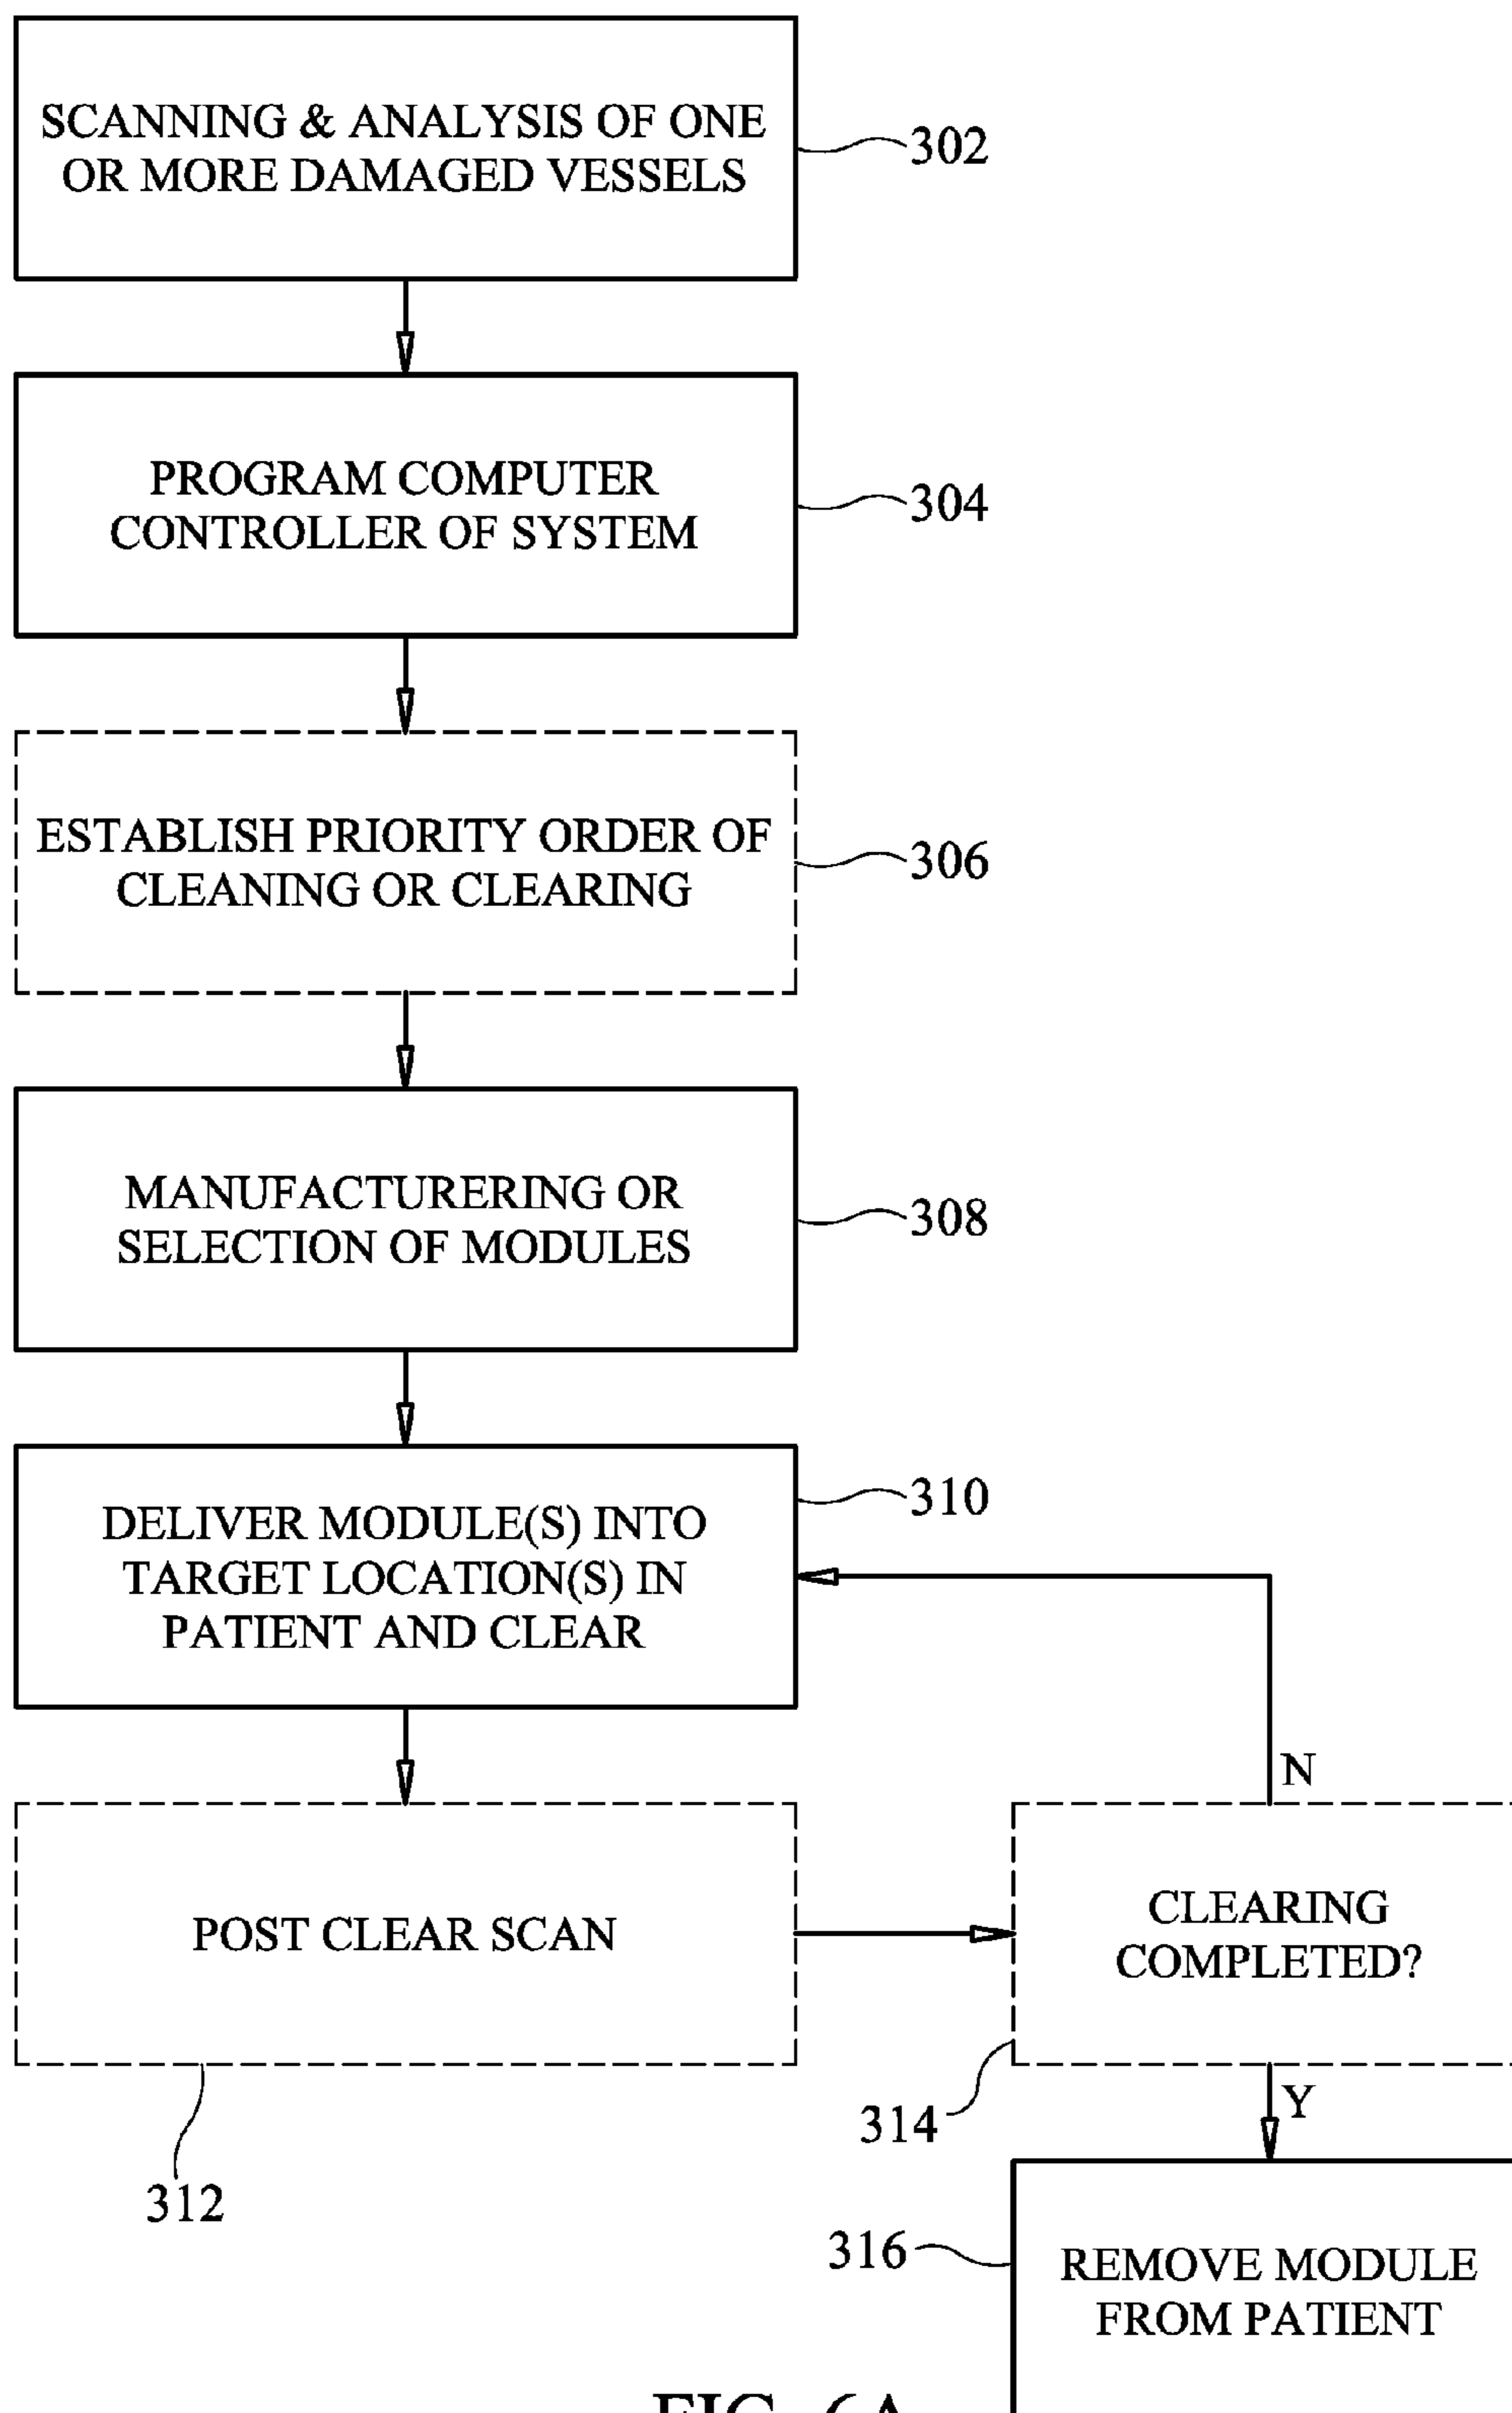 SCANNING & ANALYSIS OF ONE
OR MORE DAMAGED VESSELS
302
PROGRAM COMPUTER
CONTROLLER OF SYSTEM
304
ESTABLISH PRIORITY ORDER OF
CLEANING OR CLEARING
306
MANUFACTURERING OR
SELECTION OF MODULES
308
DELIVER MODULE(S) INTO
TARGET LOCATION(S) IN
PATIENT AND CLEAR
310
N
POST CLEAR SCAN
312
CLEARING
COMPLETED?
314
Y
REMOVE MODULE
FROM PATIENT
316
FIG. 6A